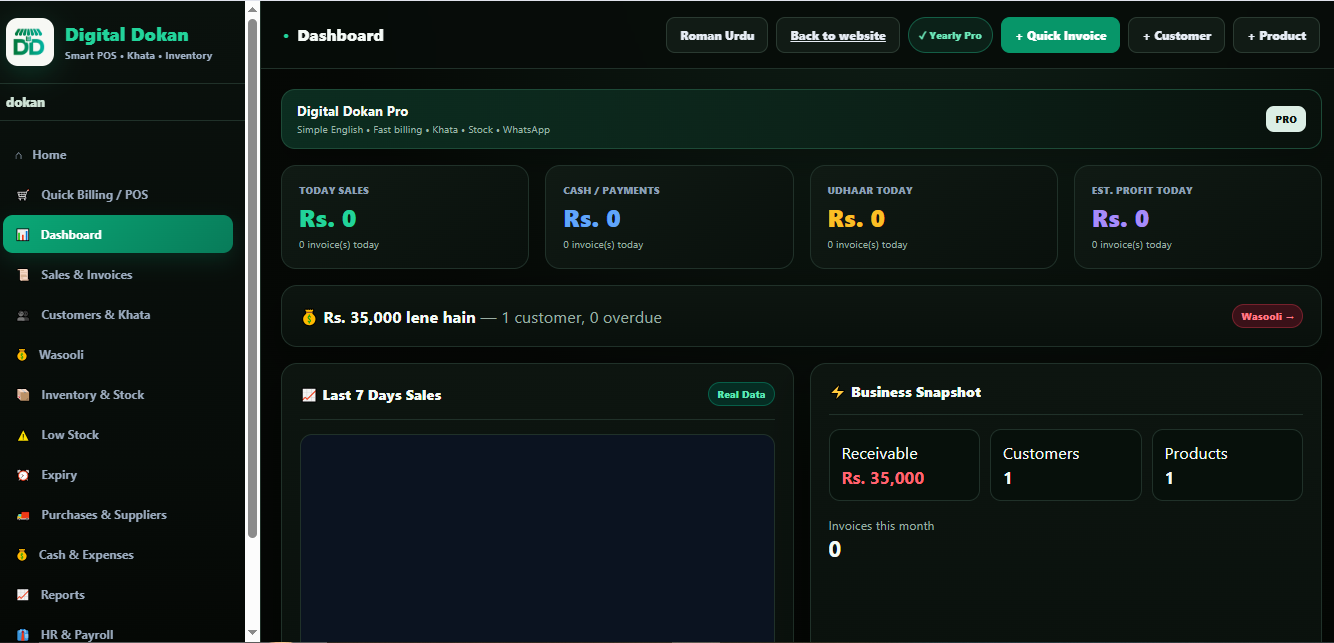 Digital Dokan
Smart POS • Khata • Inventory
dokan
Home
Quick Billing / POS
Dashboard
Sales & Invoices
Customers & Khata
Wasooli
Inventory & Stock
Low Stock
Expiry
Purchases & Suppliers
Cash & Expenses
Reports
HR & Payroll
• Dashboard
Roman Urdu
Back to website
✓ Yearly Pro
+ Quick Invoice
+ Customer
+ Product
Digital Dokan Pro
Simple English • Fast billing • Khata • Stock • WhatsApp
PRO
TODAY SALES
Rs. 0
0 invoice(s) today
CASH / PAYMENTS
Rs. 0
0 invoice(s) today
UDHAAR TODAY
Rs. 0
0 invoice(s) today
EST. PROFIT TODAY
Rs. 0
0 invoice(s) today
Rs. 35,000 lene hain — 1 customer, 0 overdue
Wasooli →
Last 7 Days Sales
Real Data
Business Snapshot
Receivable
Rs. 35,000
Customers
1
Products
1
Invoices this month
0